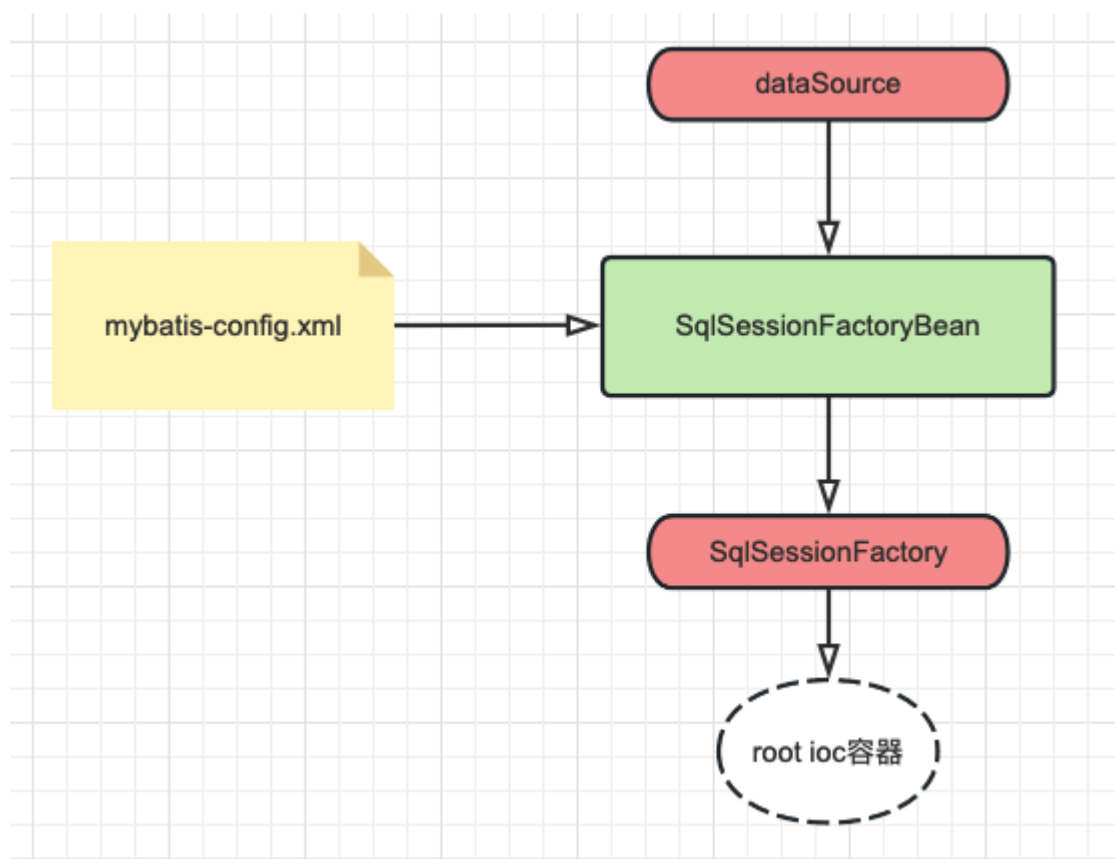 dataSource
mybatis-config.xml
SqlSessionFactoryBean
SqlSessionFactory
root ioc容器